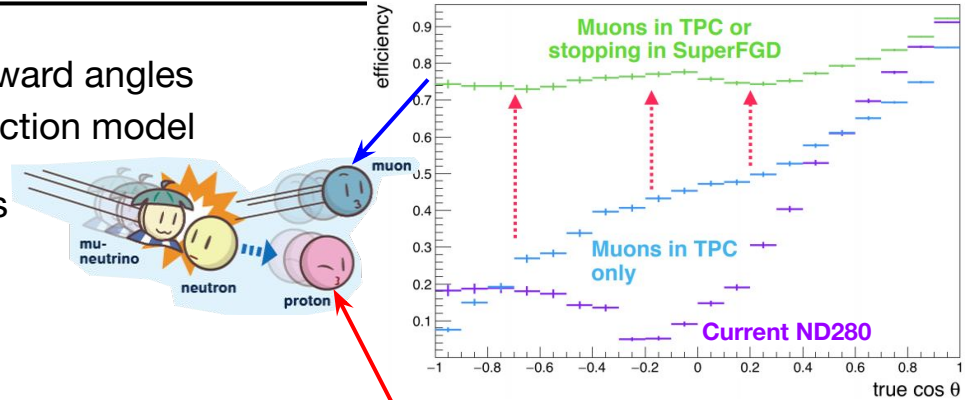 ward angles
ction model
s
mu-
neutrino
neutron
proton
muon
efficiency
0.9
0.8
0.7
0.6
0.5
0.4
0.3
0.2
0.1
Muons in TPC or
stopping in SuperFGD
Muons in TPC
only
Current ND280
−1 −0.8 −0.6 −0.4 −0.2 0 0.2 0.4 0.6 0.8 1
true cos θ